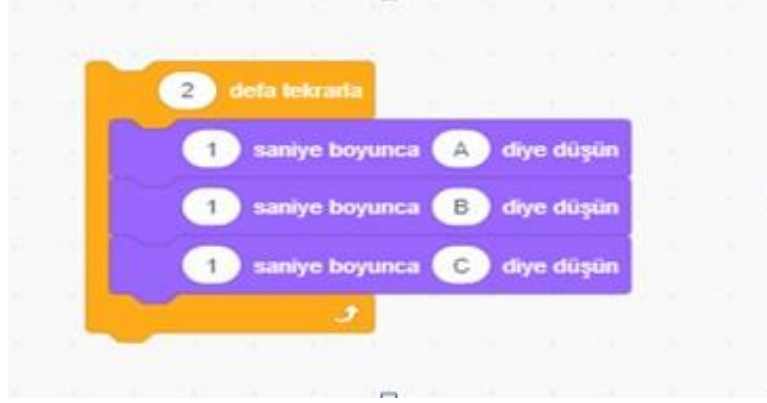 2 defa tekrarla
1 saniye boyunca A diye düşün
1 saniye boyunca B diye düşün
1 saniye boyunca C diye düşün